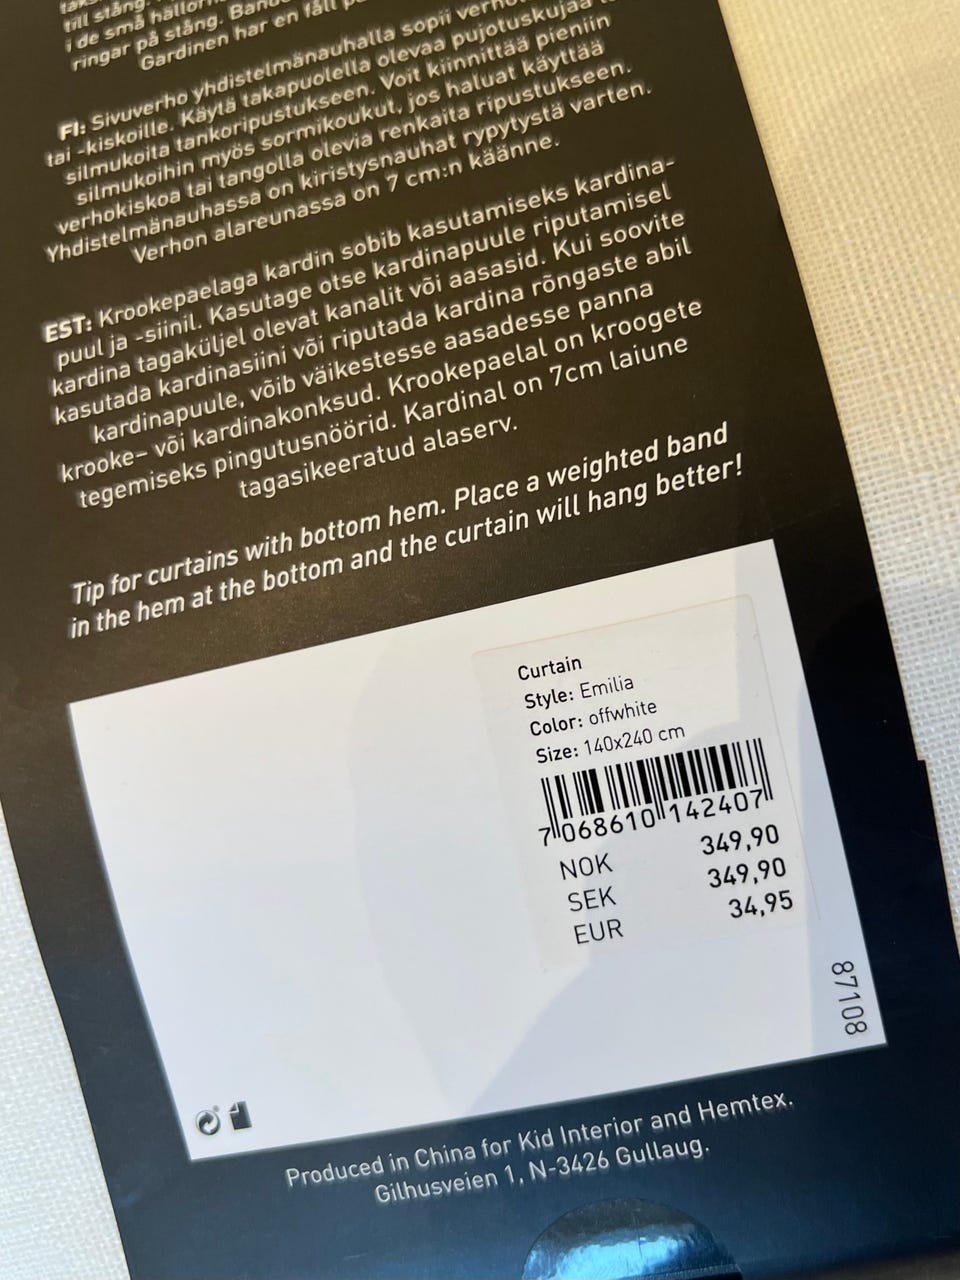 till stång.
i de små hällorna
ringar på stång.
Gardinen har en fåll
FI: Sivuverho yhdistelmänauhalla sopii
tai -kiskoille. Käytä takapuolella olevaa pujotuskujaa
silmukoita tankoripustukseen. Voit kiinnittää pieniin
silmukoihin myös sormikoukut, jos haluat käyttää
verhokiskoa tai tangolla olevia renkaita ripustukseen.
Yhdistelmänauhassa on kiristysnauhat rypytystä varten.
Verhon alareunassa on 7 cm:n käänne.
EST: Krookepaelaga kardin sobib kasutamiseks kardina-
puul ja -siinil. Kasutage otse kardinapuule riputamisel
kardina tagaküljel olevat kanalit või aasasid. Kui soovite
kasutada kardinasiini või riputada kardina rõngaste abil
kardinapuule, võib väikestesse aasadesse panna
krooke- või kardinakonksud. Krookepaelal on kroogete
tegemiseks pingutusnöörid. Kardinal on 7cm laiune
tagasikeeratud alaserv.
Tip for curtains with bottom hem. Place a weighted band
in the hem at the bottom and the curtain will hang better!
Curtain
Style: Emilia
Color: offwhite
Size: 140x240 cm
7 068610 142407
NOK 349,90
SEK 349,90
EUR 34,95
87108
Produced in China for Kid Interior and Hemtex.
Gilhusveien 1, N-3426 Gullaug.